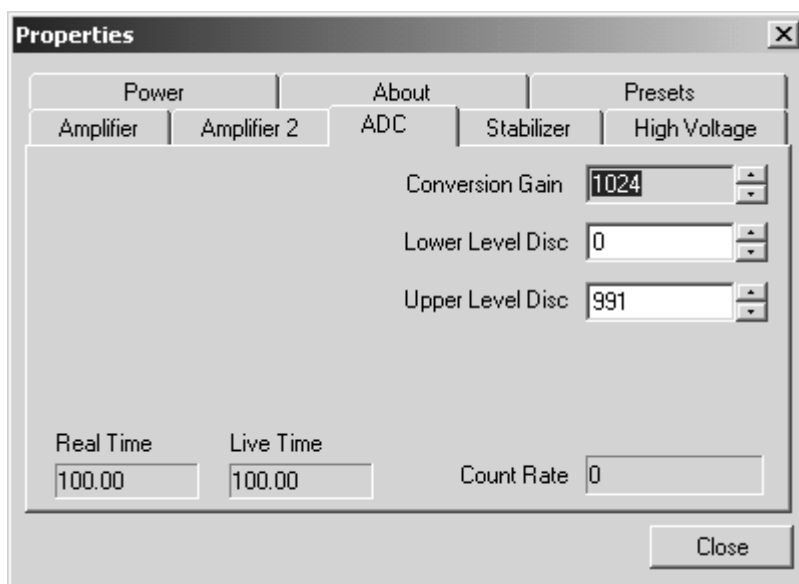 Properties
Power About Presets
Amplifier Amplifier 2 ADC Stabilizer High Voltage
Conversion Gain 1024
Lower Level Disc 0
Upper Level Disc 991
Real Time Live Time
100.00 100.00 Count Rate 0
Close